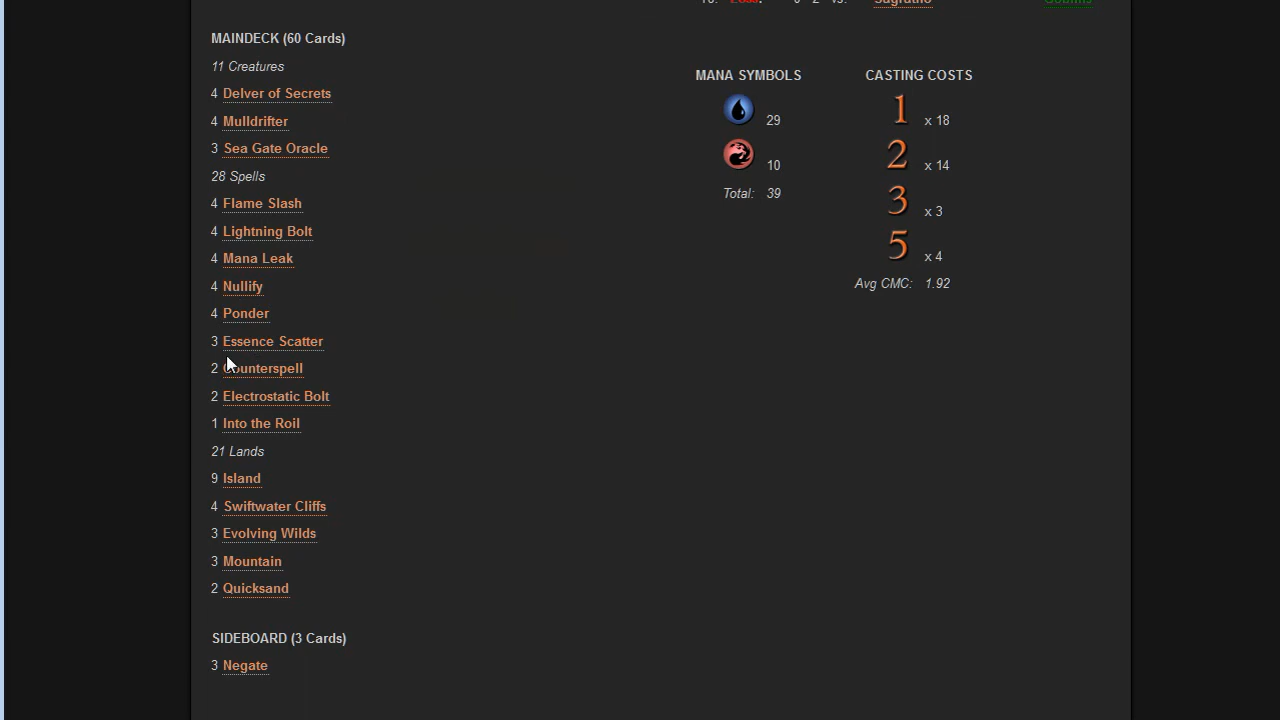 MAINDECK (60 Cards)
11 Creatures
4 Delver of Secrets
4 Mulldrifter
3 Sea Gate Oracle
28 Spells
4 Flame Slash
4 Lightning Bolt
4 Mana Leak
4 Nullify
4 Ponder
3 Essence Scatter
2 Counterspell
2 Electrostatic Bolt
1 Into the Roil
21 Lands
9 Island
4 Swiftwater Cliffs
3 Evolving Wilds
3 Mountain
2 Quicksand
SIDEBOARD (3 Cards)
3 Negate
MANA SYMBOLS
29
10
Total: 39
CASTING COSTS
1 x 18
2 x 14
3 x 3
5 x 4
Avg CMC: 1.92